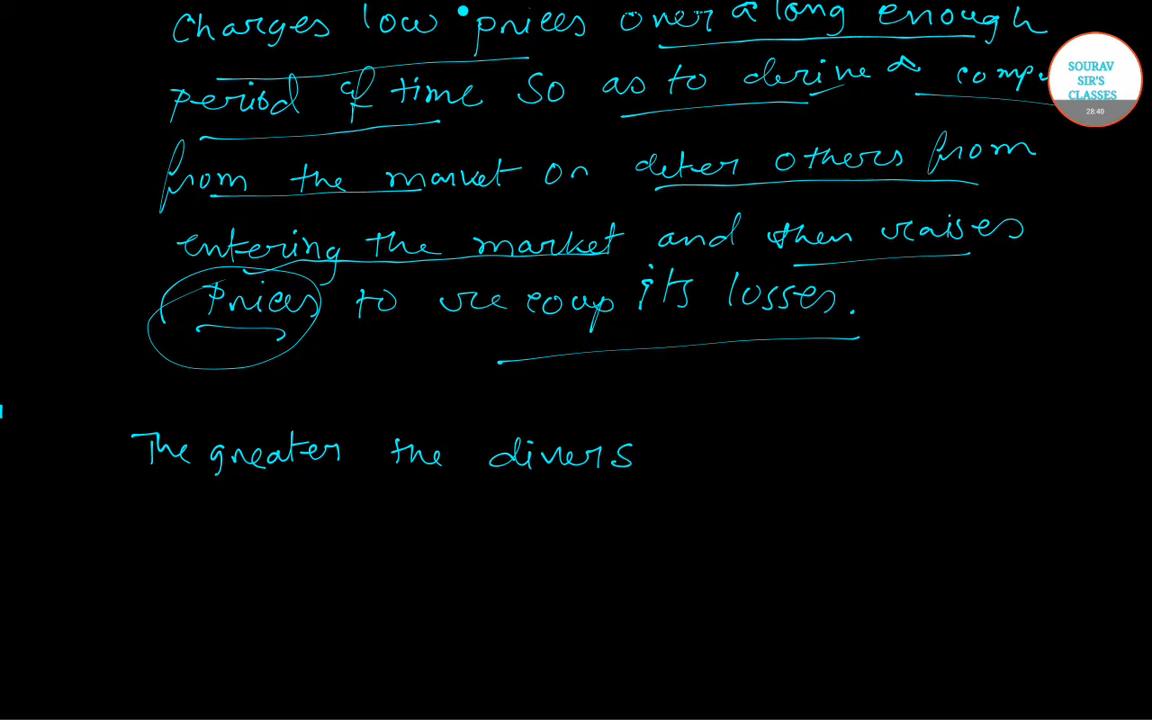 charges low prices over a long enough
period of time so as to derive a comp
from the market or deter others from
entering the market and then raises
prices to recoup its losses.
The greater the divers
SOURAV
SIR'S
CLASSES
28:40